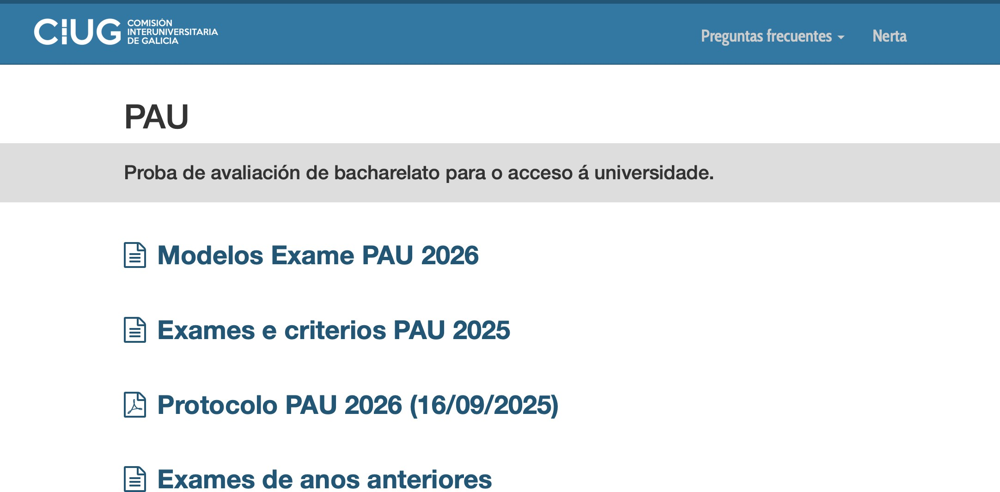 CIUG
COMISIÓN
INTERUNIVERSITARIA
DE GALICIA
Preguntas frecuentes
Nerta
PAU
Proba de avaliación de bacharelato para o acceso á universidade.
Modelos Exame PAU 2026
Exames e criterios PAU 2025
Protocolo PAU 2026 (16/09/2025)
Exames de anos anteriores